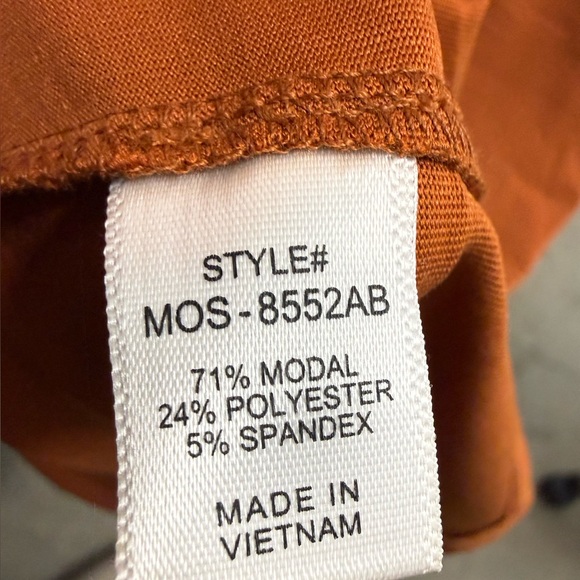 STYLE#
MOS-8552AB
71% MODAL
24% POLYESTER
5% SPANDEX
MADE IN
VIETNAM